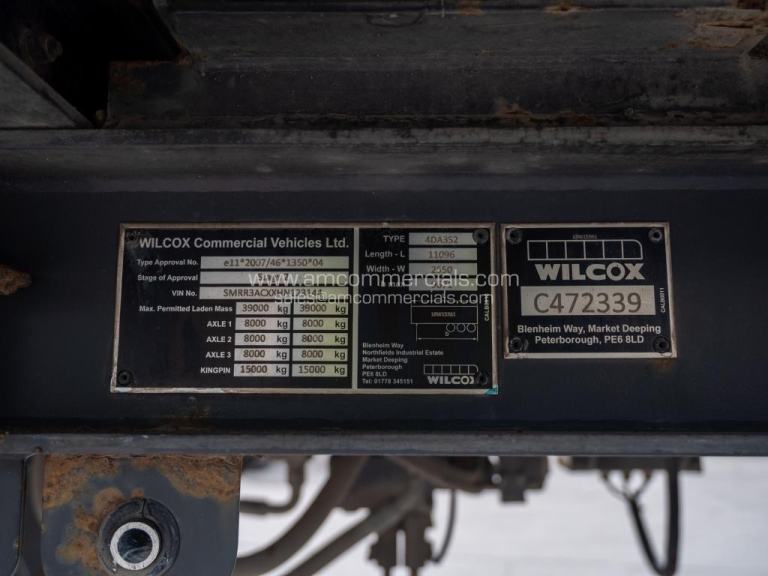 WILCOX Commercial Vehicles Ltd.
Type Approval No. e11*2007/46*1350*04
Stage of Approval
VIN No.
Max. Permitted Laden Mass 39000 kg 39000 kg
AXLE 1 8000 kg 8000 kg
AXLE 2 8000 kg 8000 kg
AXLE 3 8000 kg 8000 kg
KINGPIN 15000 kg 15000 kg
TYPE 4DA352
Length - L 11096
Width - W 2550
D
Blenheim Way
Northfields Industrial Estate
Market Deeping
Peterborough
PE6 8LD
Tel: 01778 345151
WILCOX
WILCOX
C472339
Blenheim Way, Market Deeping
Peterborough, PE6 8LD
www.amcommercials.com
sales@amcommercials.com